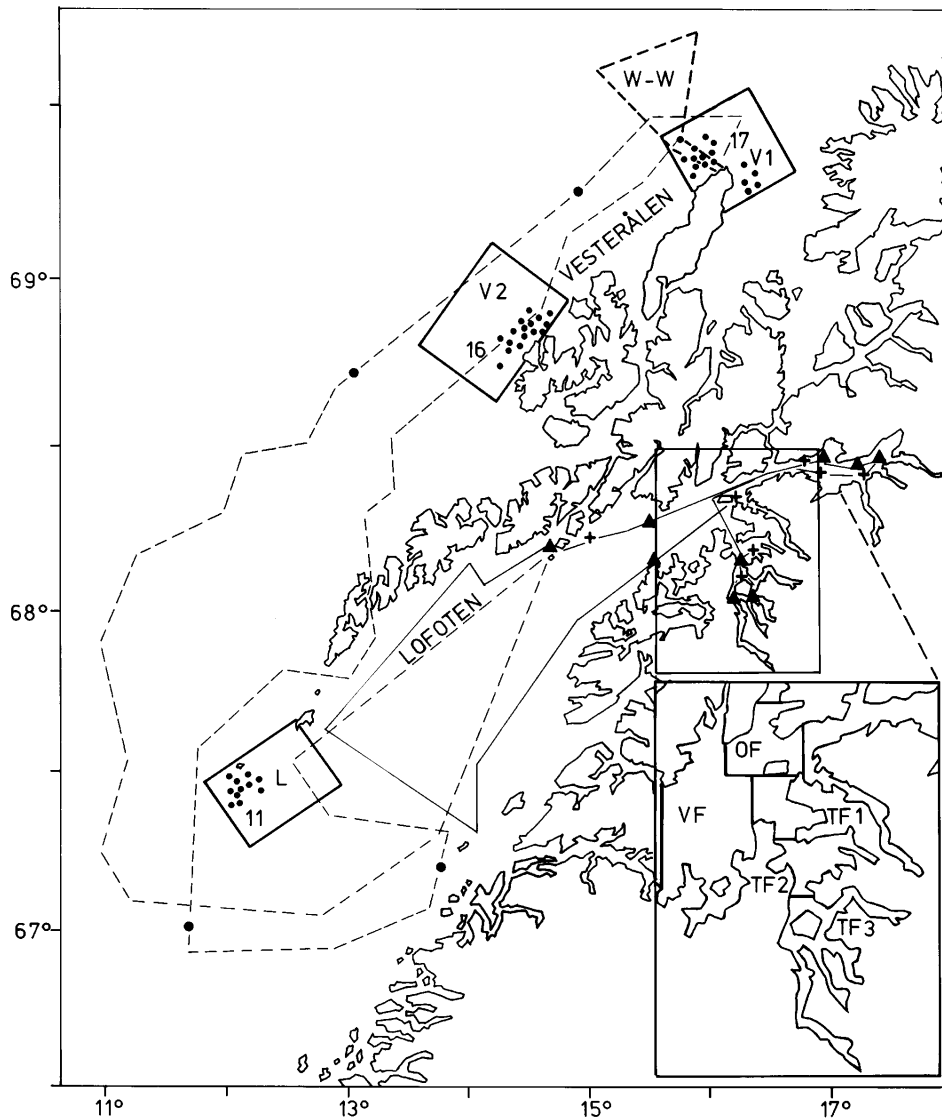 W-W
17
V1
VESTERÅLEN
69°
V2
16
68°
LOFOTEN
L
11
OF
VF
TF1
TF2
TF3
67°
11°
13°
15°
17°